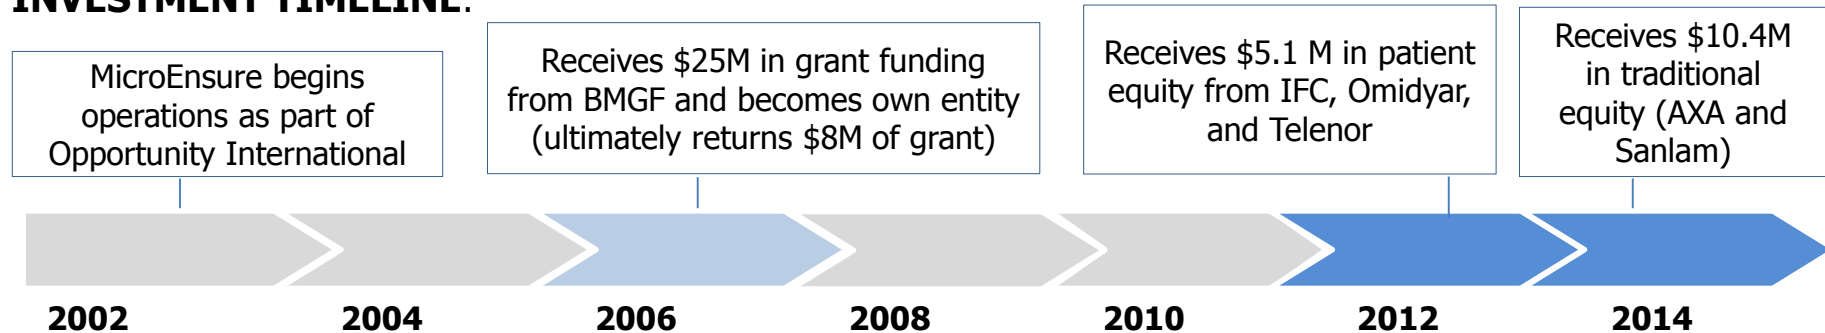 INVESTMENT TIMELINE:
MicroEnsure begins
operations as part of
Opportunity International
Receives $25M in grant funding
from BMGF and becomes own entity
(ultimately returns $8M of grant)
Receives $5.1 M in patient
equity from IFC, Omidyar,
and Telenor
Receives $10.4M
in traditional
equity (AXA and
Sanlam)
2002
2004
2006
2008
2010
2012
2014